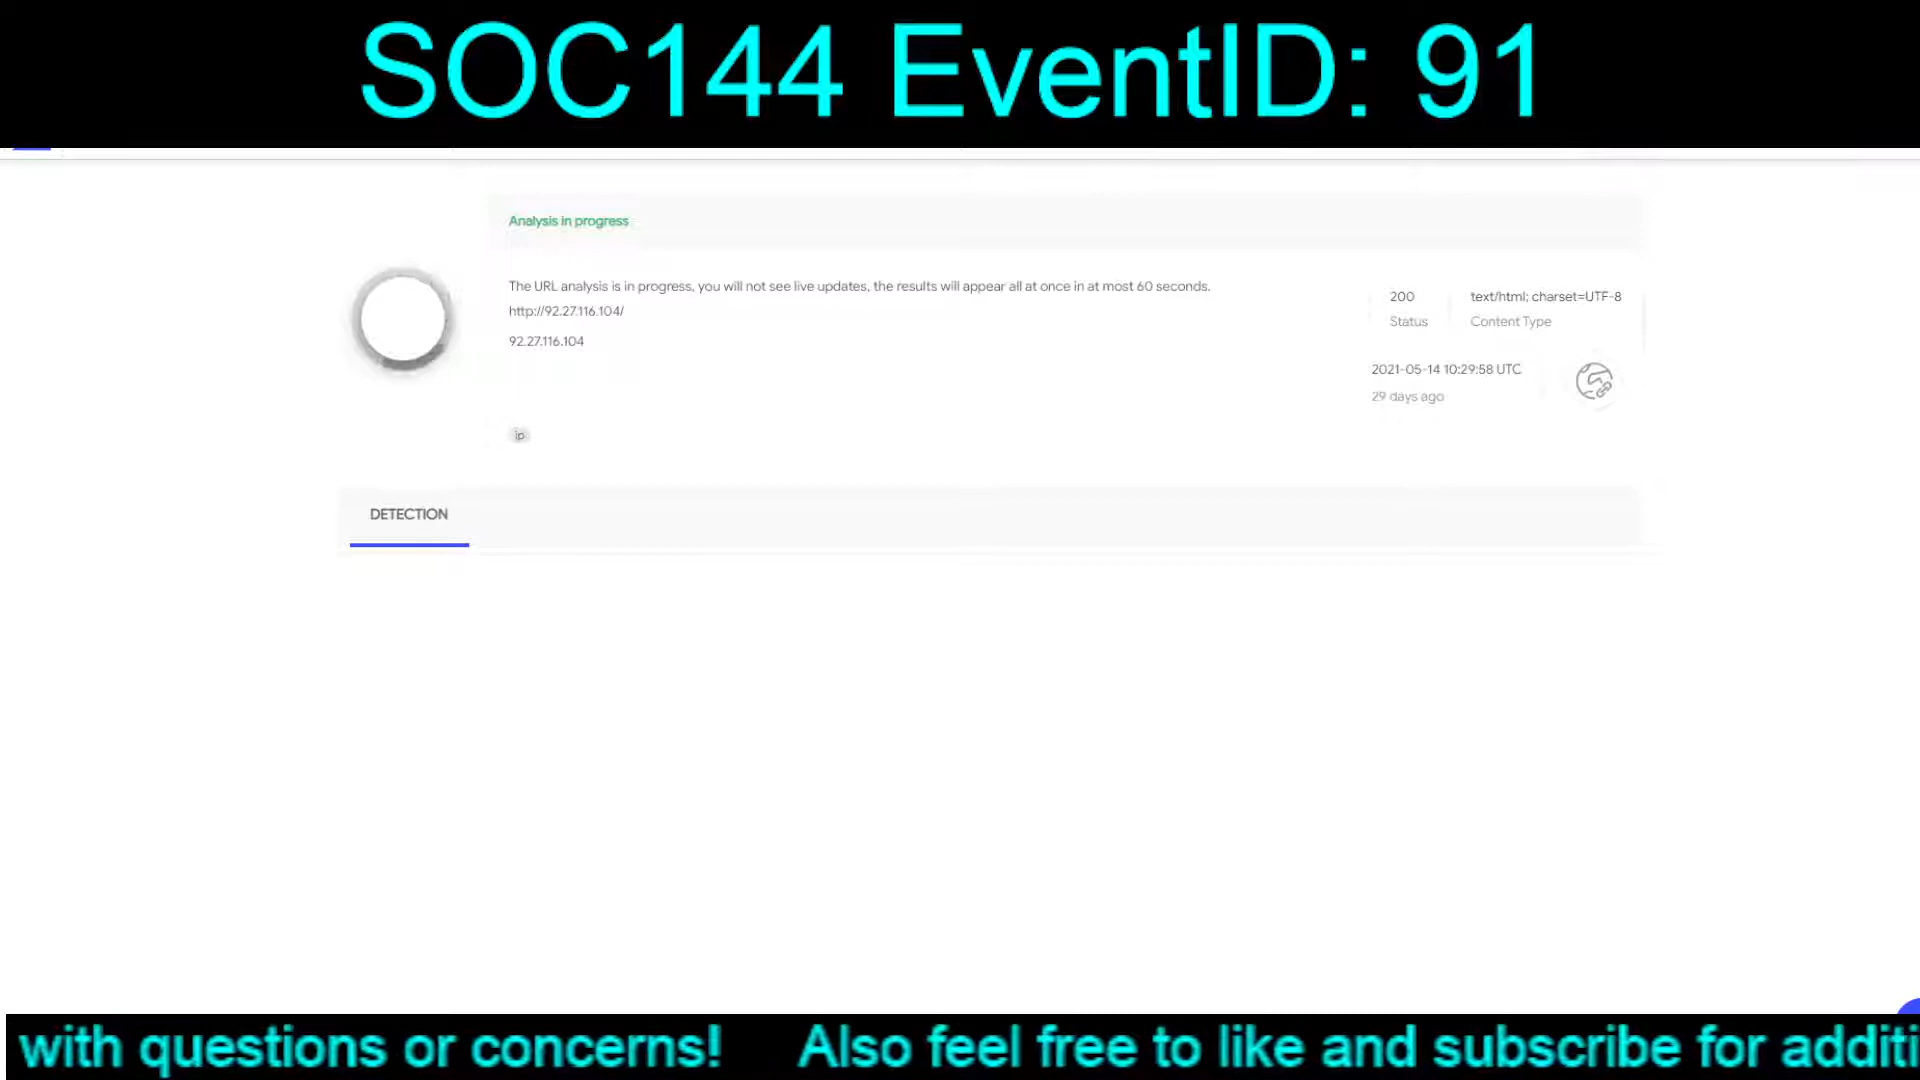 SOC144 EventID: 91
Analysis in progress
The URL analysis is in progress, you will not see live updates, the results will appear all at once in at most 60 seconds.
http://92.27.116.104/
92.27.116.104
200
Status
text/html; charset=UTF-8
Content Type
2021-05-14 10:29:58 UTC
29 days ago
ip
DETECTION
with questions or concerns! Also feel free to like and subscribe for additi